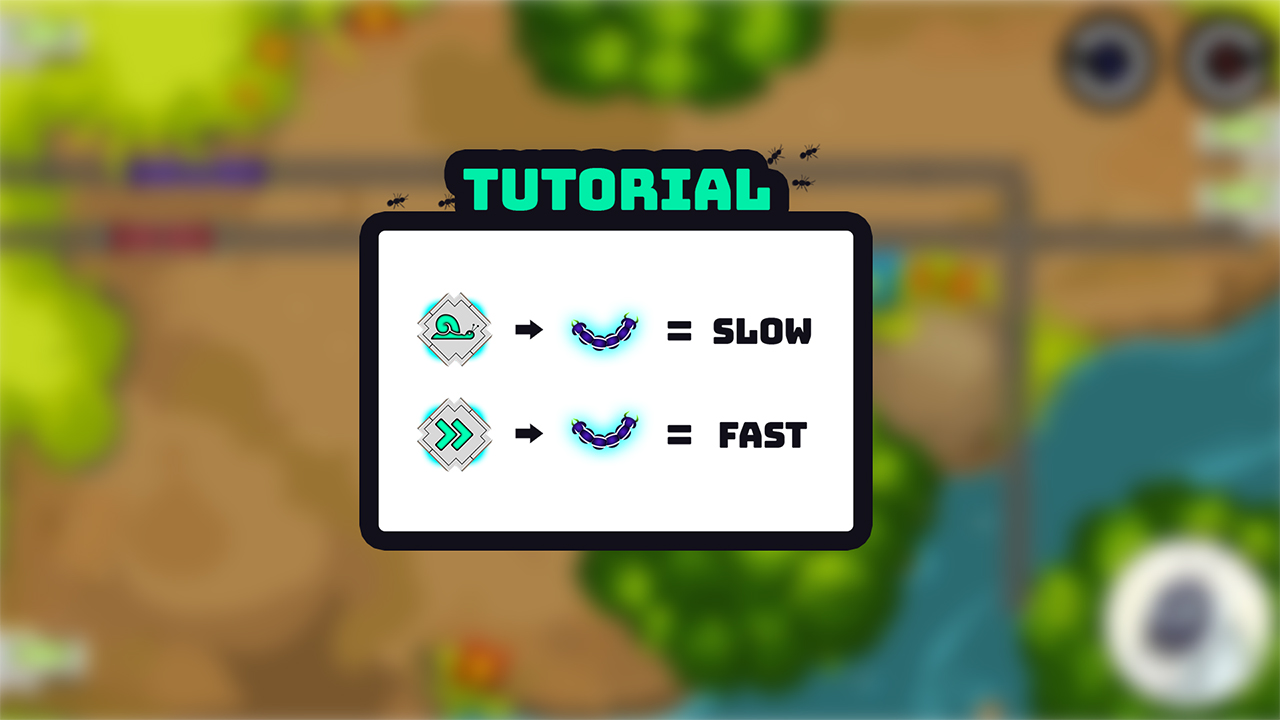 TUTORIAL
= SLOW
= FAST